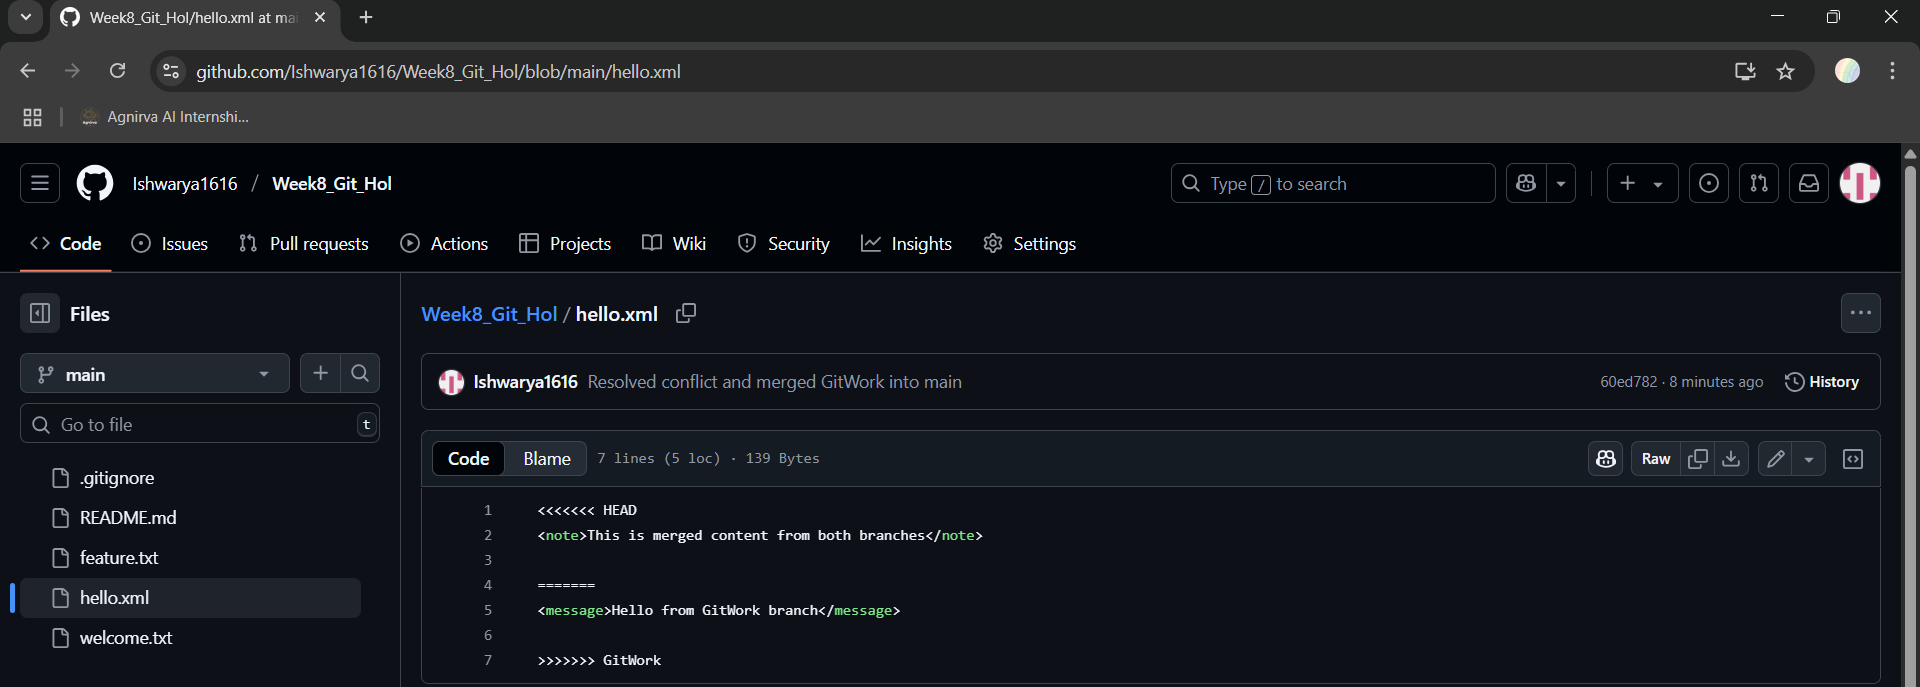 Week8_Git_Hol/hello.xml at mai
github.com/Ishwarya1616/Week8_Git_Hol/blob/main/hello.xml
Agnirva AI Internshi...
Ishwarya1616 / Week8_Git_Hol
Type / to search
Code Issues Pull requests Actions Projects Wiki Security Insights Settings
Files
main
Go to file t
.gitignore
README.md
feature.txt
hello.xml
welcome.txt
Week8_Git_Hol / hello.xml
Ishwarya1616 Resolved conflict and merged GitWork into main 60ed782 · 8 minutes ago History
Code Blame 7 lines (5 loc) · 139 Bytes Raw
1 <<<<<<< HEAD
2 <note>This is merged content from both branches</note>
3
4 =======
5 <message>Hello from GitWork branch</message>
6
7 >>>>>>> GitWork